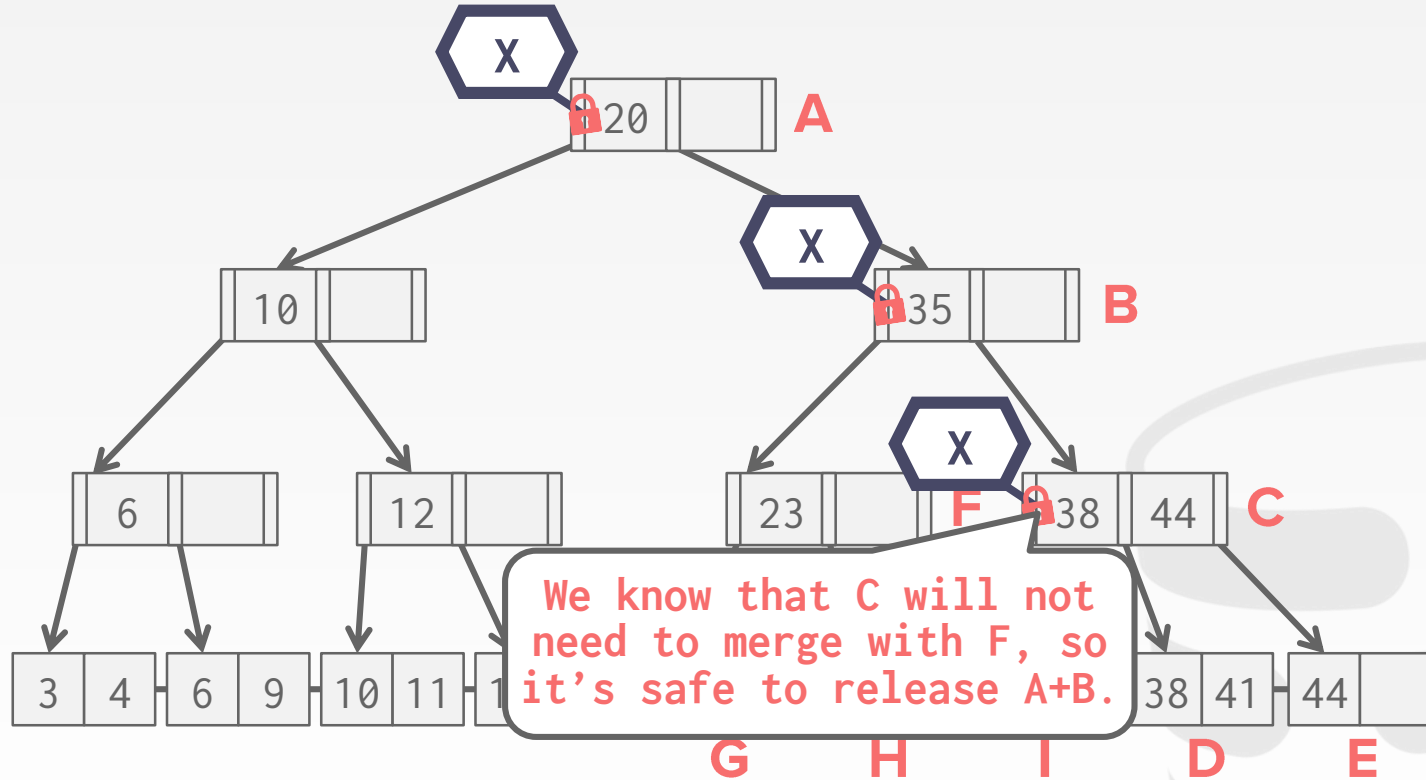 X
20 A
X
10
35 B
X
6
12
23 F
38 44 C
We know that C will not
need to merge with F, so
it’s safe to release A+B.
3 4 6 9 10 11
38 41 44
G H I D E